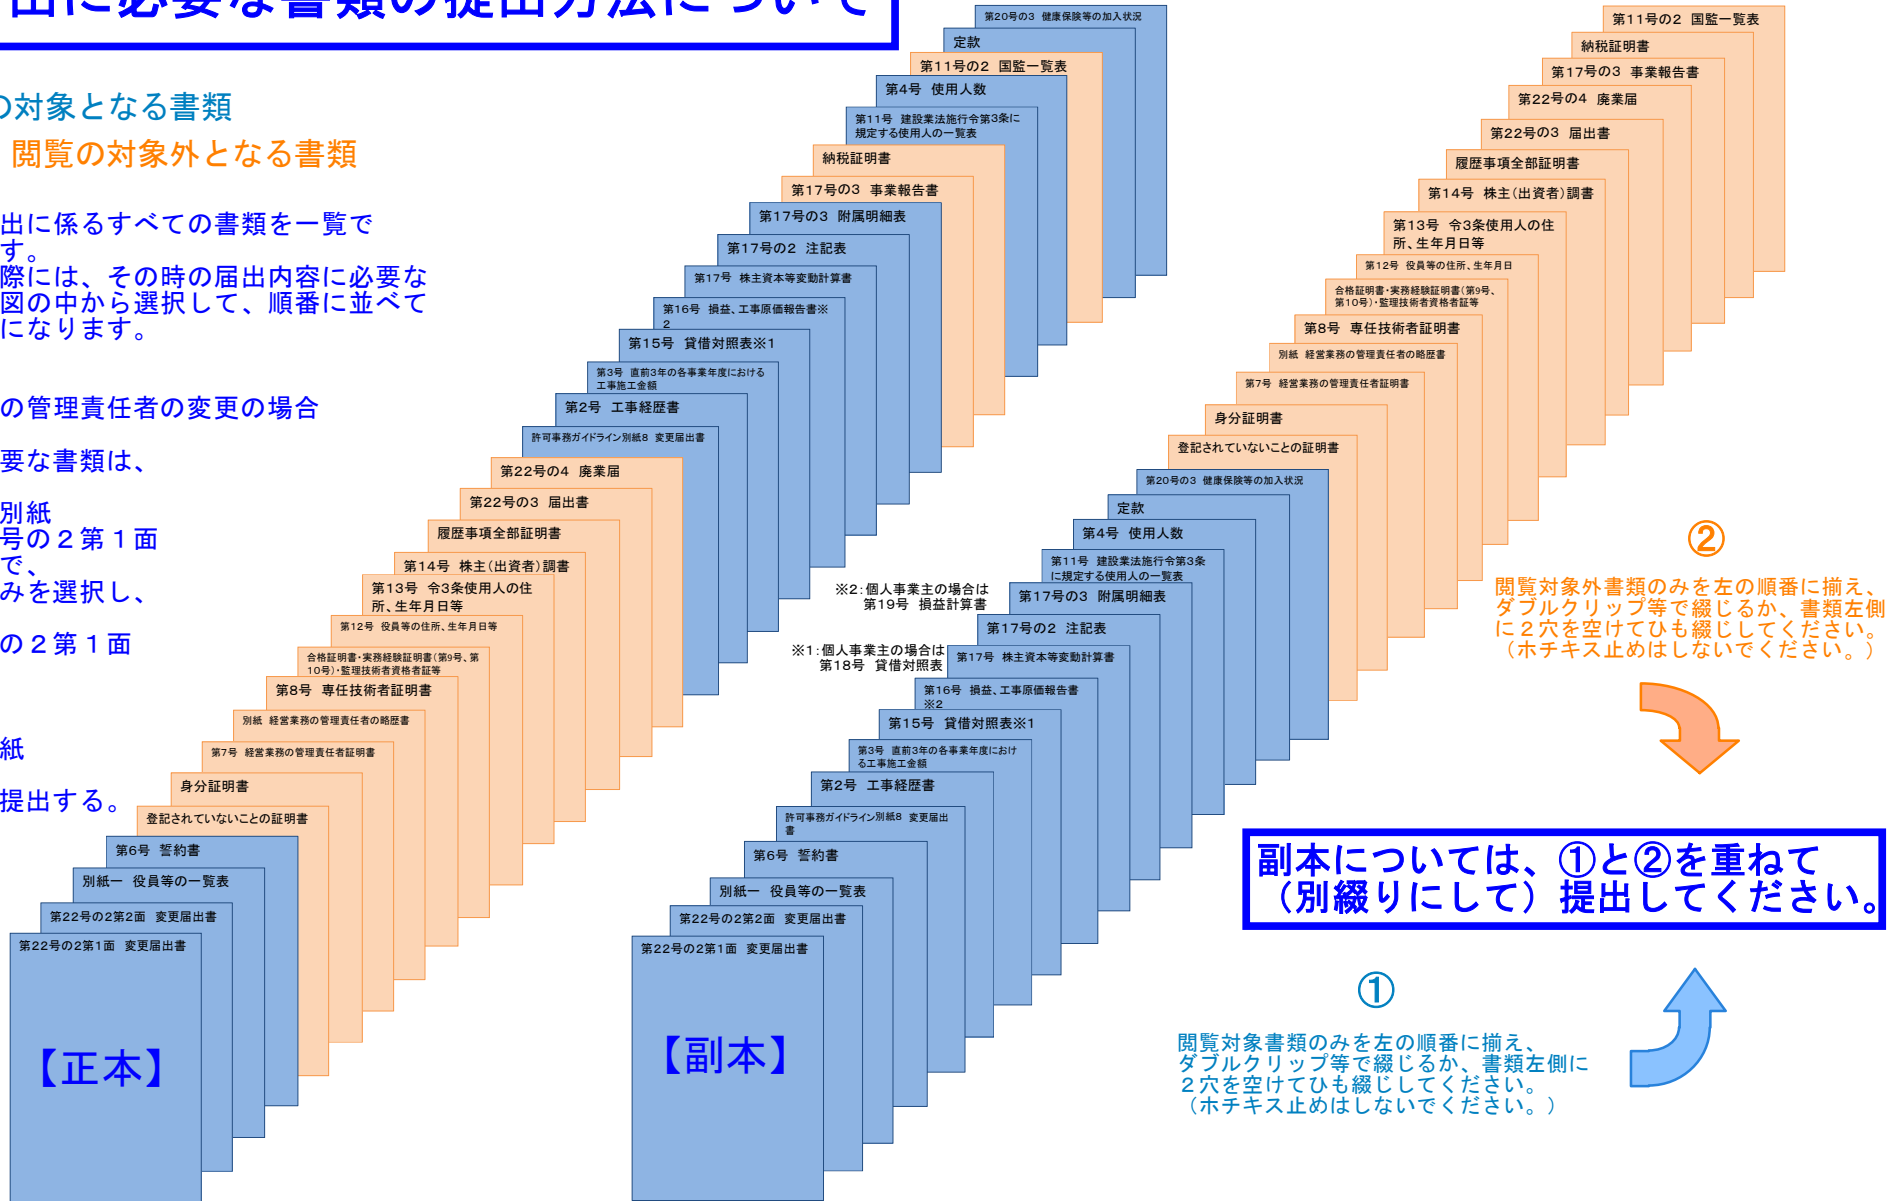 出に必要な書類の提出方法について
の対象となる書類
閲覧の対象外となる書類
出に係るすべての書類を一覧で
す。
際には、その時の届出内容に必要な
図の中から選択して、順番に並べて
になります。
の管理責任者の変更の場合
要な書類は、
別紙
号の２第１面
で、
みを選択し、
の２第１面
紙
提出する。
第20号の3 健康保険等の加入状況
定款
第11号の2 国監一覧表
第4号 使用人数
第11号 建設業法施行令第3条に
規定する使用人の一覧表
納税証明書
第17号の3 事業報告書
第17号の3 附属明細表
第17号の2 注記表
第17号 株主資本等変動計算書
第16号 損益、工事原価報告書※
2
第15号 貸借対照表※1
第3号 直前3年の各事業年度における
工事施工金額
第2号 工事経歴書
許可事務ガイドライン別紙8 変更届出書
第22号の4 廃業届
第22号の3 届出書
履歴事項全部証明書
第14号 株主(出資者)調書
第13号 令3条使用人の住
所、生年月日等
第12号 役員等の住所、生年月日等
合格証明書・実務経験証明書(第9号、第
10号)・監理技術者資格者証等
第8号 専任技術者証明書
別紙 経営業務の管理責任者の略歴書
第7号 経営業務の管理責任者証明書
身分証明書
登記されていないことの証明書
第6号 誓約書
別紙一 役員等の一覧表
第22号の2第2面 変更届出書
第22号の2第1面 変更届出書
【正本】
第11号の2 国監一覧表
納税証明書
第17号の3 事業報告書
第22号の4 廃業届
第22号の3 届出書
履歴事項全部証明書
第14号 株主(出資者)調書
第13号 令3条使用人の住
所、生年月日等
第12号 役員等の住所、生年月日
合格証明書・実務経験証明書(第9号、
第10号)・監理技術者資格者証等
第8号 専任技術者証明書
別紙 経営業務の管理責任者の略歴書
第7号 経営業務の管理責任者証明書
身分証明書
登記されていないことの証明書
第20号の3 健康保険等の加入状況
定款
第4号 使用人数
第11号 建設業法施行令第3条
に規定する使用人の一覧表
第17号の3 附属明細表
第17号の2 注記表
第17号 株主資本等変動計算書
第16号 損益、工事原価報告書
※2
第15号 貸借対照表※1
第3号 直前3年の各事業年度におけ
る工事施工金額
第2号 工事経歴書
許可事務ガイドライン別紙8 変更届出
書
第6号 誓約書
別紙一 役員等の一覧表
第22号の2第2面 変更届出書
第22号の2第1面 変更届出書
【副本】
※2:個人事業主の場合は
第19号 損益計算書
※1:個人事業主の場合は
第18号 貸借対照表
②
閲覧対象外書類のみを左の順番に揃え、
ダブルクリップ等で綴じるか、書類左側
に２穴を空けてひも綴じしてください。
（ホチキス止めはしないでください。）
副本については、①と②を重ねて
（別綴りにして）提出してください。
①
閲覧対象書類のみを左の順番に揃え、
ダブルクリップ等で綴じるか、書類左側に
２穴を空けてひも綴じしてください。
（ホチキス止めはしないでください。）